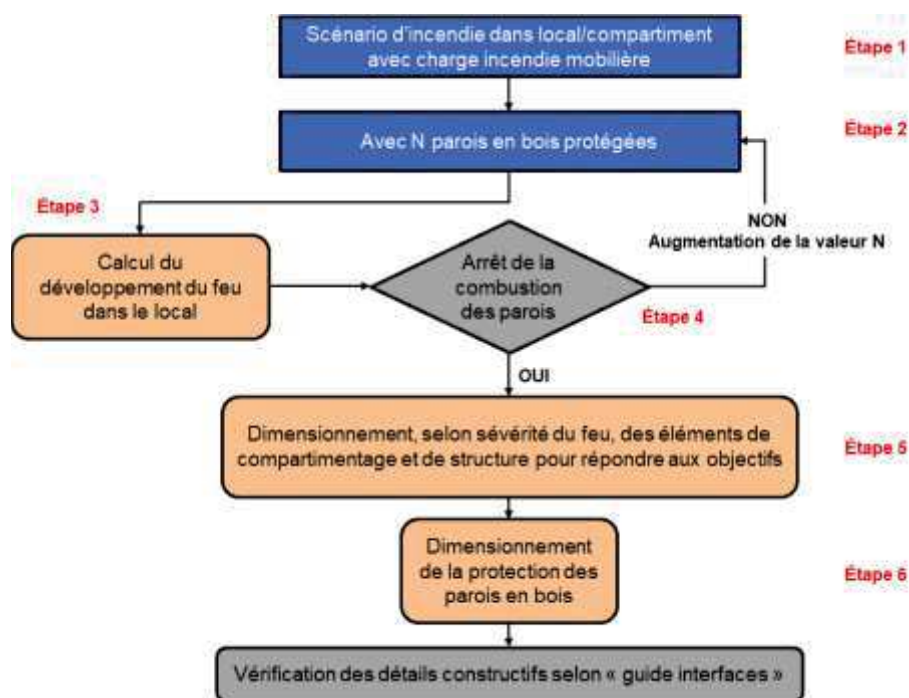 Scénario d'incendie dans local/compartiment
avec charge incendie mobilière
Étape 1
Avec N parois en bois protégées
Étape 2
Étape 3
Calcul du
développement du feu
dans le local
Arrêt de la
combustion
des parois
NON
Augmentation de la valeur N
Étape 4
OUI
Dimensionnement, selon sévérité du feu, des éléments de
compartimentage et de structure pour répondre aux objectifs
Étape 5
Dimensionnement
de la protection des
parois en bois
Étape 6
Vérification des détails constructifs selon « guide interfaces »